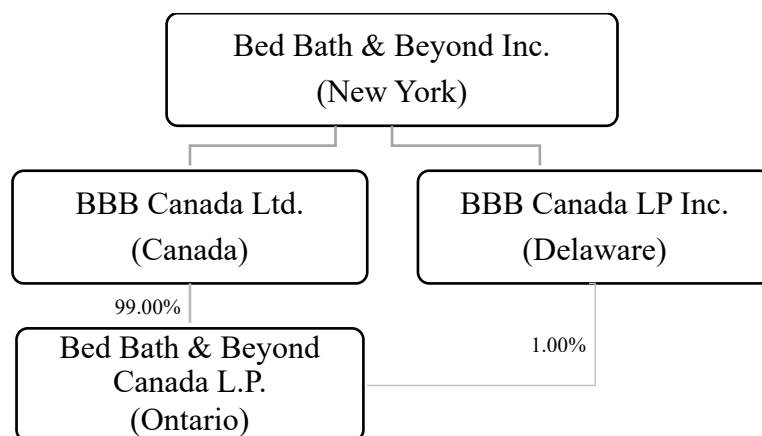 Bed Bath & Beyond Inc.
(New York)
BBB Canada Ltd.
(Canada)
BBB Canada LP Inc.
(Delaware)
99.00%
Bed Bath & Beyond
Canada L.P.
(Ontario)
1.00%